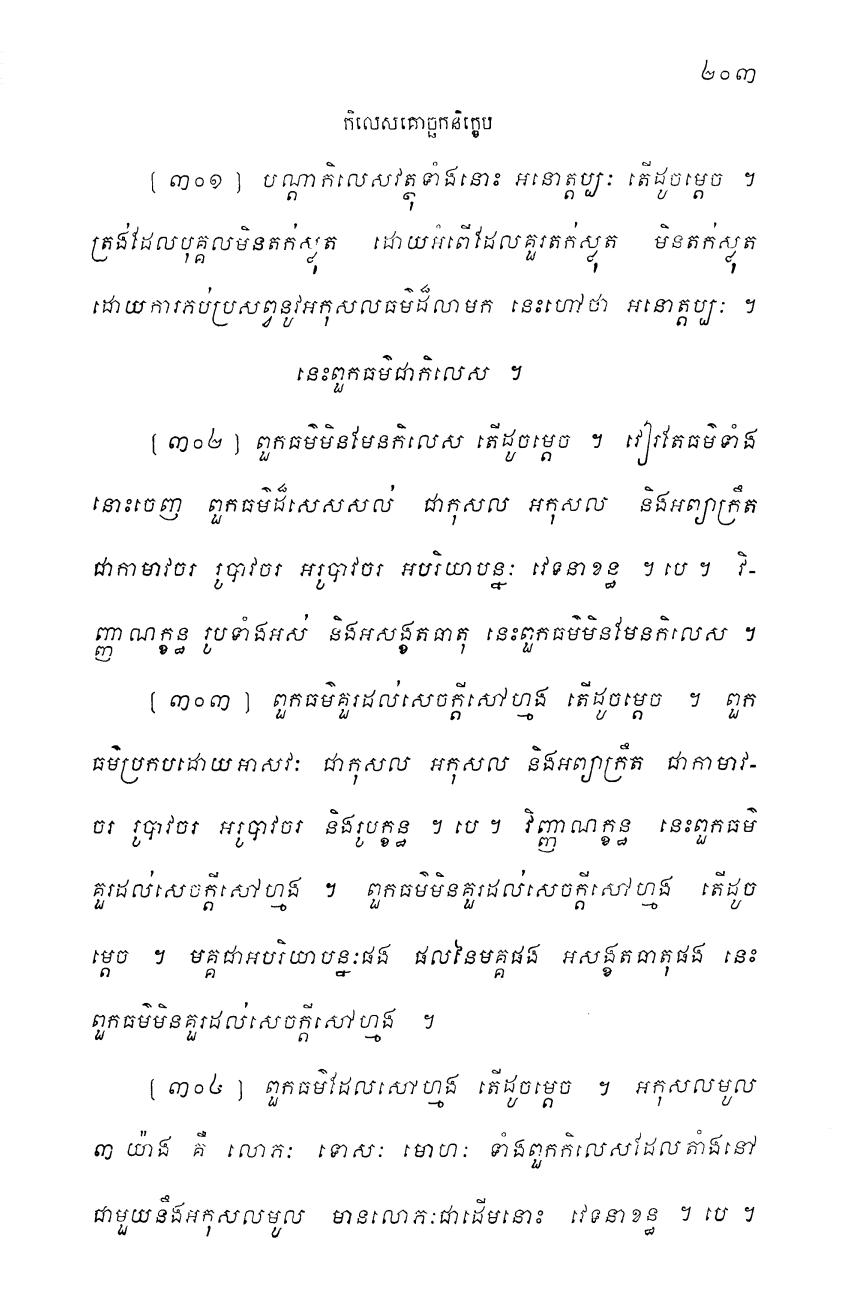 ២០៣
កិលេសគោច្ឆកនិក្ខេប
[ ៣០១ ] បណ្តាកិលេសវត្ថុទាំងនោះ អនោត្តប្បៈ តើដូចម្តេច ។
ត្រង់ដែលបុគ្គលមិនតក់ស្លុត ដោយអំពើដែលគួរតក់ស្លុត មិនតក់ស្លុត
ដោយការកប់ប្រសព្វនូវអកុសលធម៌ដ៏លាមក នេះហៅថា អនោត្តប្បៈ ។
នេះពួកធម៌ជាកិលេស ។
[ ៣០២ ] ពួកធម៌មិនមែនកិលេស តើដូចម្តេច ។ វៀរតែធម៌ទាំង
នោះចេញ ពួកធម៌ដ៏សេសសល់ ជាកុសល អកុសល និងអព្យាក្រឹត
ជាកាមាវចរ រូបាវចរ អរូបាវចរ អបរិយាបន្នៈ វេទនាខន្ធ ។ បេ ។ វិ-
ញ្ញាណក្ខន្ធ រូបទាំងអស់ និងអសង្ខតធាតុ នេះពួកធម៌មិនមែនកិលេស ។
[ ៣០៣ ] ពួកធម៌គួរដល់សេចក្តីសៅហ្មង តើដូចម្តេច ។ ពួក
ធម៌ប្រកបដោយអាសវៈ ជាកុសល អកុសល និងអព្យាក្រឹត ជាកាមាវ-
ចរ រូបាវចរ អរូបាវចរ និងរូបក្ខន្ធ ។ បេ ។ វិញ្ញាណក្ខន្ធ នេះពួកធម៌
គួរដល់សេចក្តីសៅហ្មង ។ ពួកធម៌មិនគួរដល់សេចក្តីសៅហ្មង តើដូច
ម្តេច ។ មគ្គជាអបរិយាបន្នៈផង ផលនៃមគ្គផង អសង្ខតធាតុផង នេះ
ពួកធម៌មិនគួរដល់សេចក្តីសៅហ្មង ។
[ ៣០៤ ] ពួកធម៌ដែលសៅហ្មង តើដូចម្តេច ។ អកុសលមូល
៣ យ៉ាង គឺ លោភៈ ទោសៈ មោហៈ ទាំងពួកកិលេសដែលតាំងនៅ
ជាមួយនឹងអកុសលមូល មានលោភៈជាដើមនោះ វេទនាខន្ធ ។ បេ ។